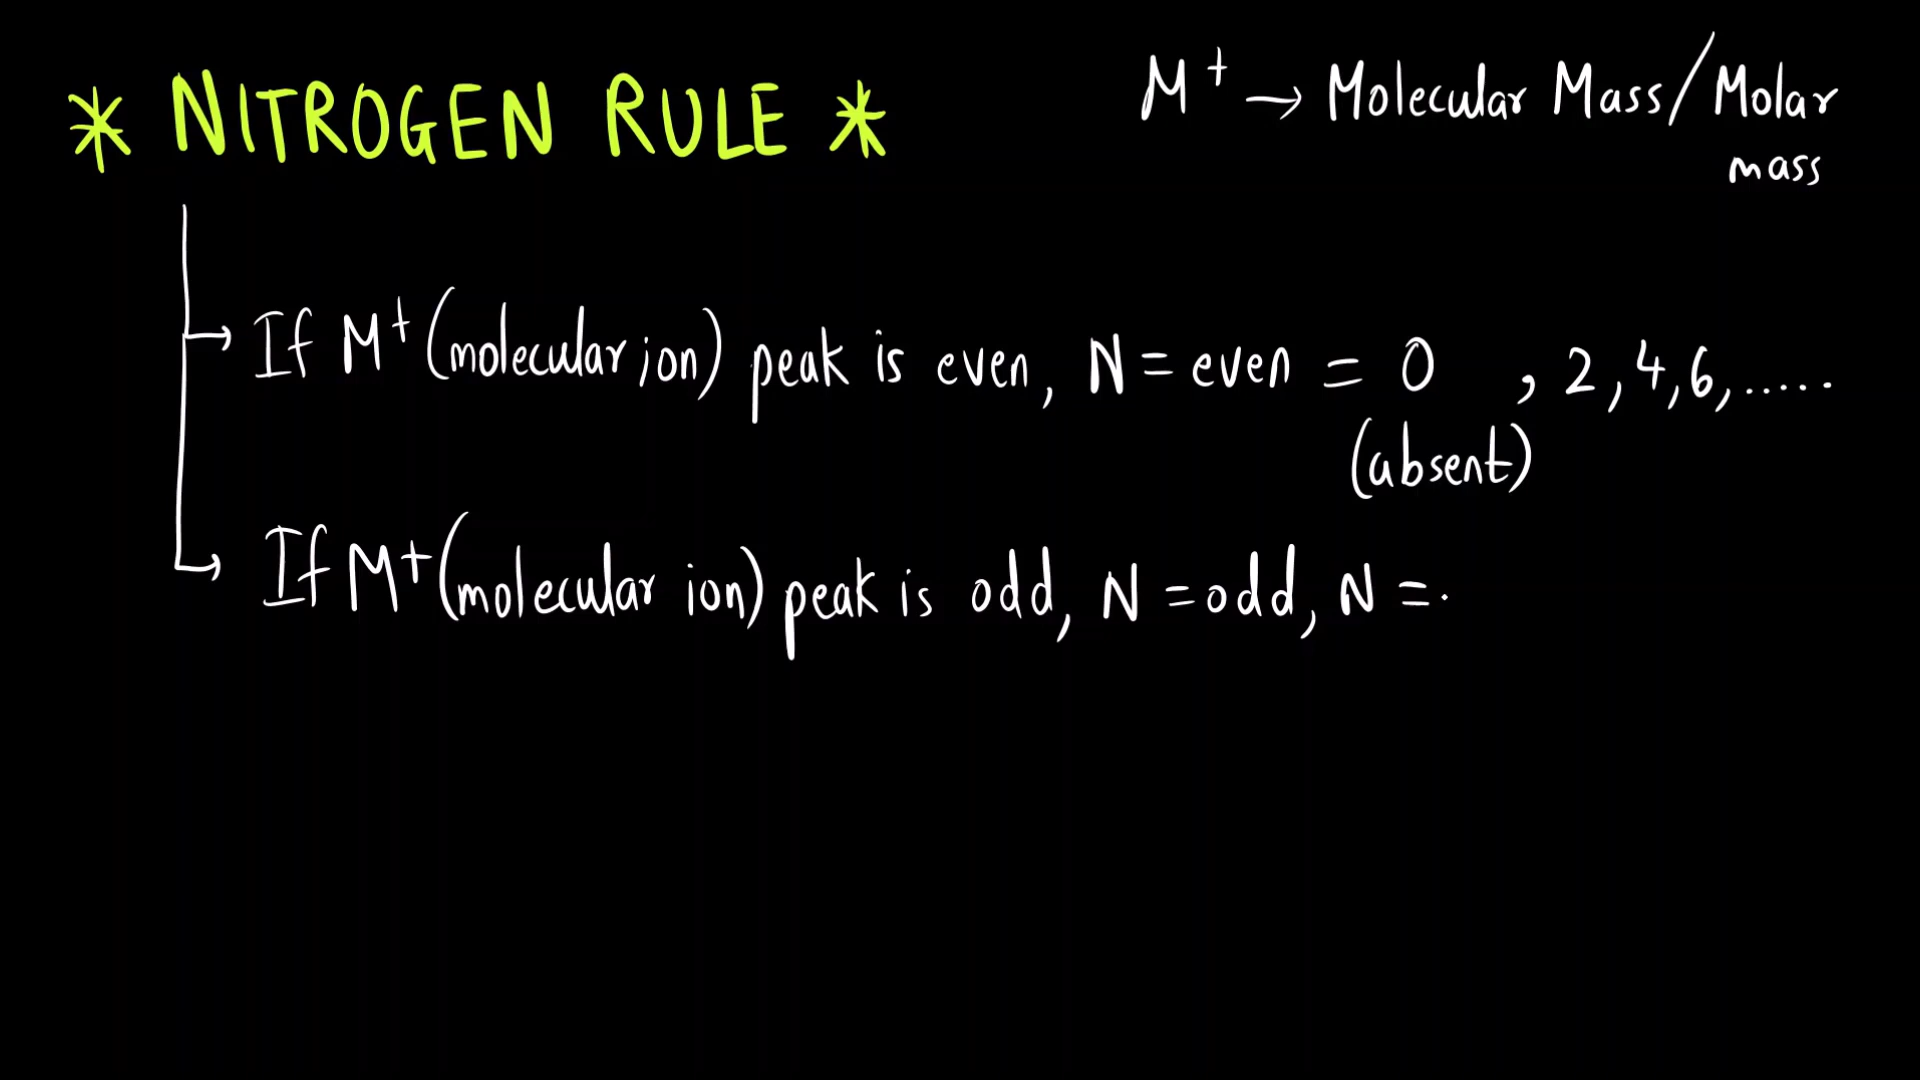 * NITROGEN RULE *
M⁺ → Molecular Mass/Molar
mass
→ If M⁺ (molecular ion) peak is even, N = even = 0 , 2, 4, 6, .....
(absent)
→ If M⁺ (molecular ion) peak is odd, N = odd, N = .